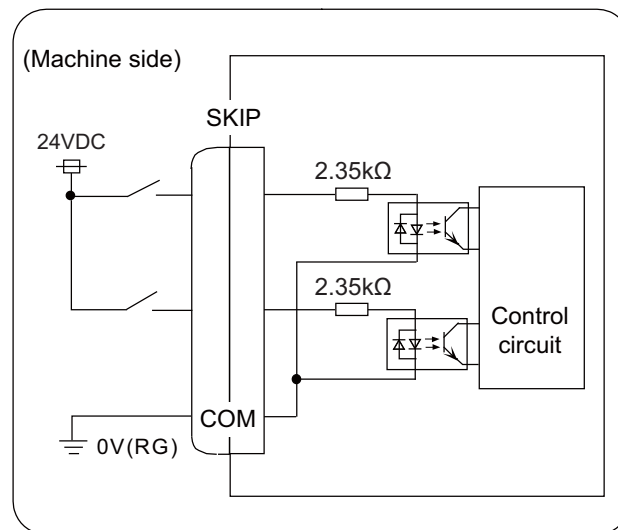 (Machine side)
SKIP
24VDC
2.35kΩ
2.35kΩ
Control
circuit
COM
0V(RG)